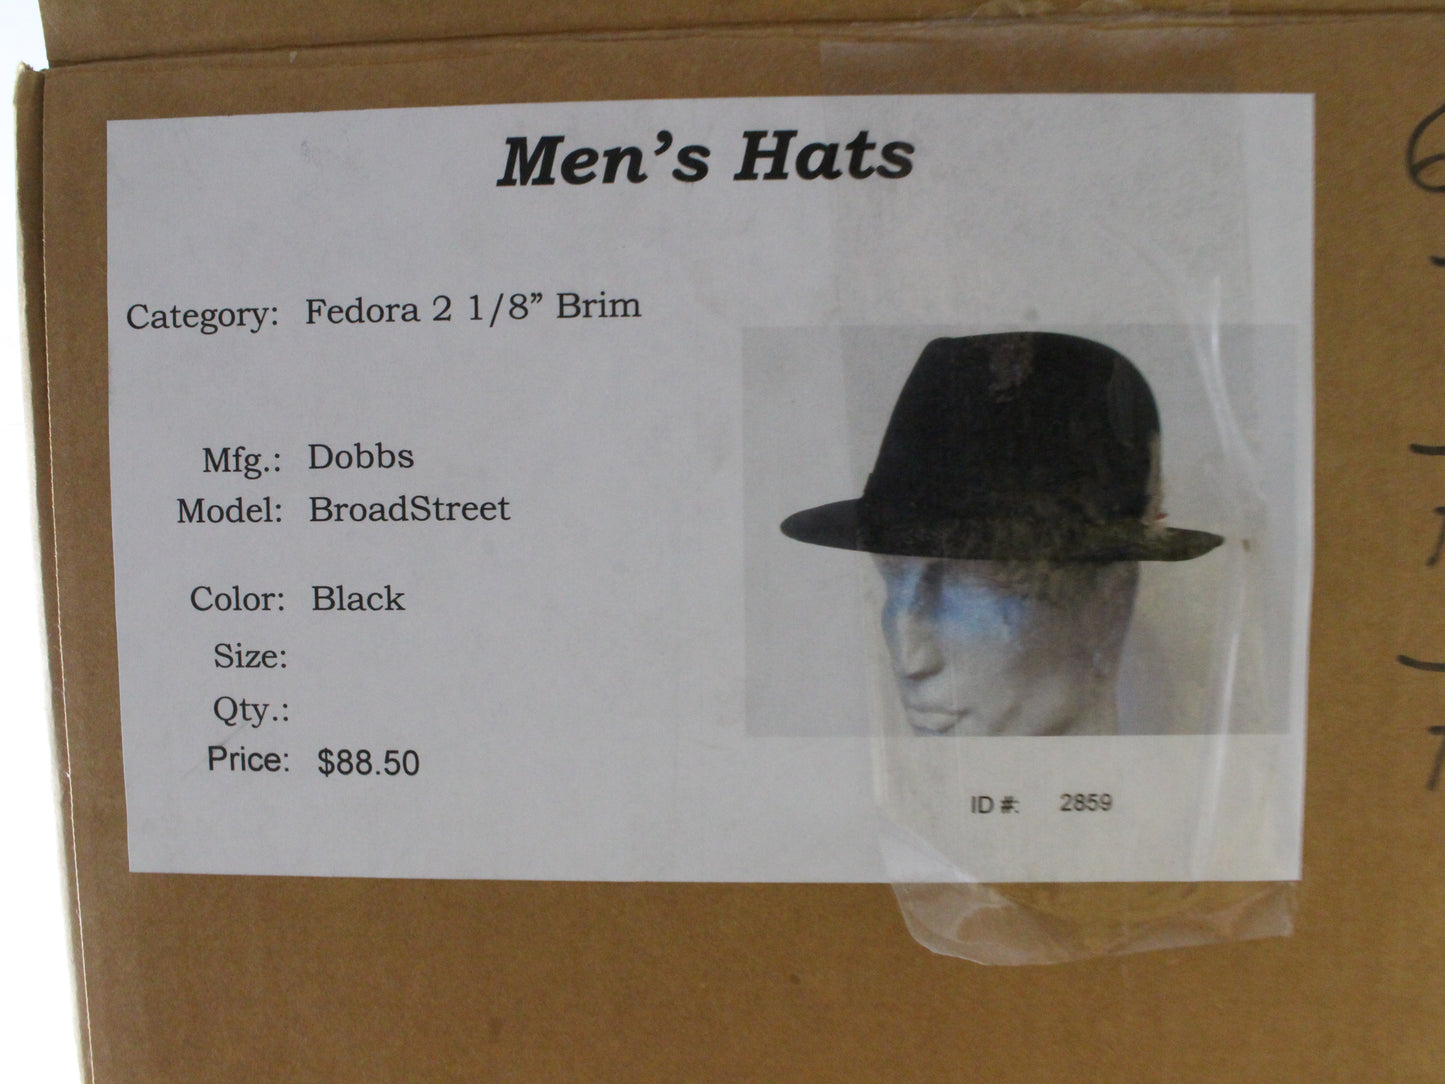 Men’s Hats
Category: Fedora 2 1/8” Brim
Mfg.: Dobbs
Model: BroadStreet
Color: Black
Size:
Qty.:
Price: $88.50
ID #: 2859